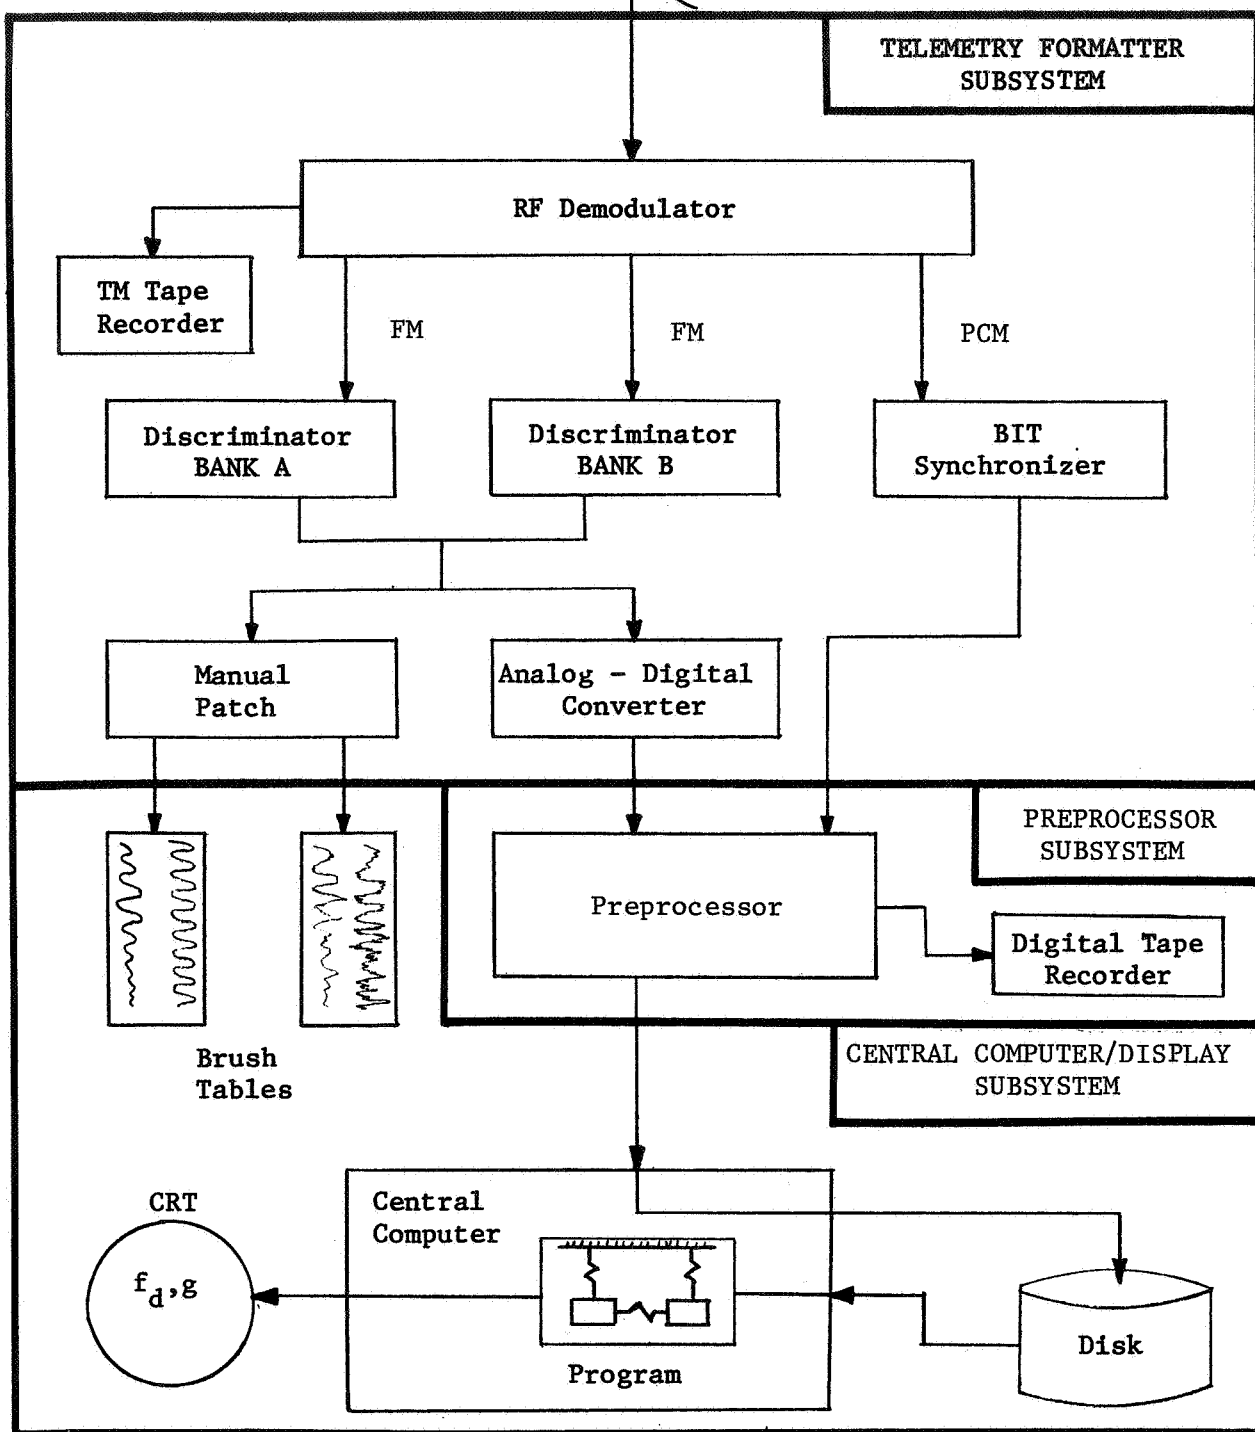 TELEMETRY FORMATTER
SUBSYSTEM
RF Demodulator
TM Tape
Recorder
FM
FM
PCM
Discriminator
BANK A
Discriminator
BANK B
BIT
Synchronizer
Manual
Patch
Analog - Digital
Converter
PREPROCESSOR
SUBSYSTEM
Preprocessor
Digital Tape
Recorder
Brush
Tables
CENTRAL COMPUTER/DISPLAY
SUBSYSTEM
CRT
f_d,g
Central
Computer
Program
Disk